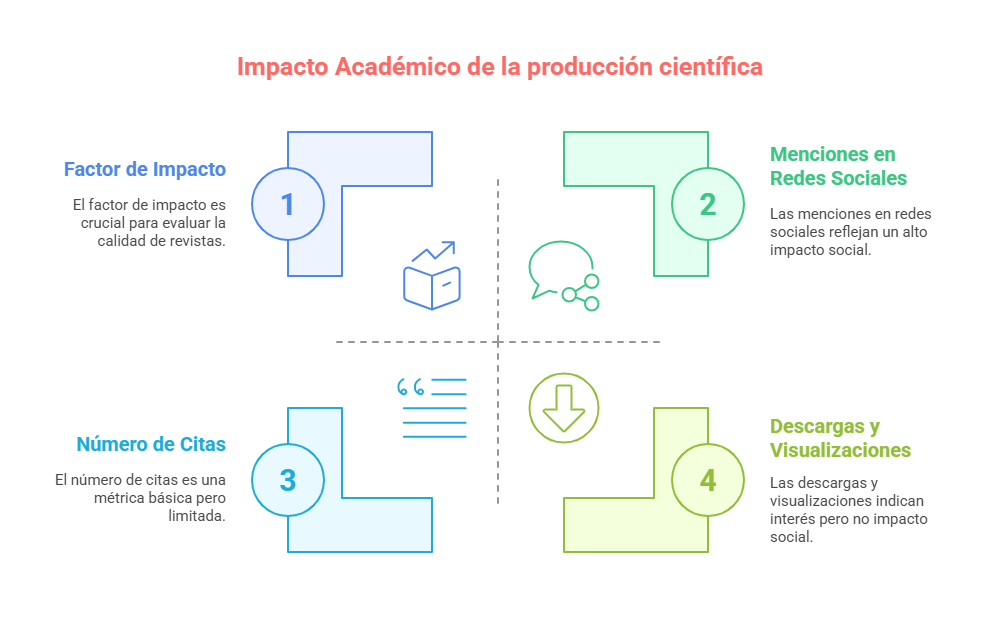 Impacto Académico de la producción científica
Factor de Impacto
El factor de impacto es
crucial para evaluar la
calidad de revistas.
1
2
Menciones en
Redes Sociales
Las menciones en redes
sociales reflejan un alto
impacto social.
Número de Citas
El número de citas es una
métrica básica pero
limitada.
3
4
Descargas y
Visualizaciones
Las descargas y
visualizaciones indican
interés pero no impacto
social.